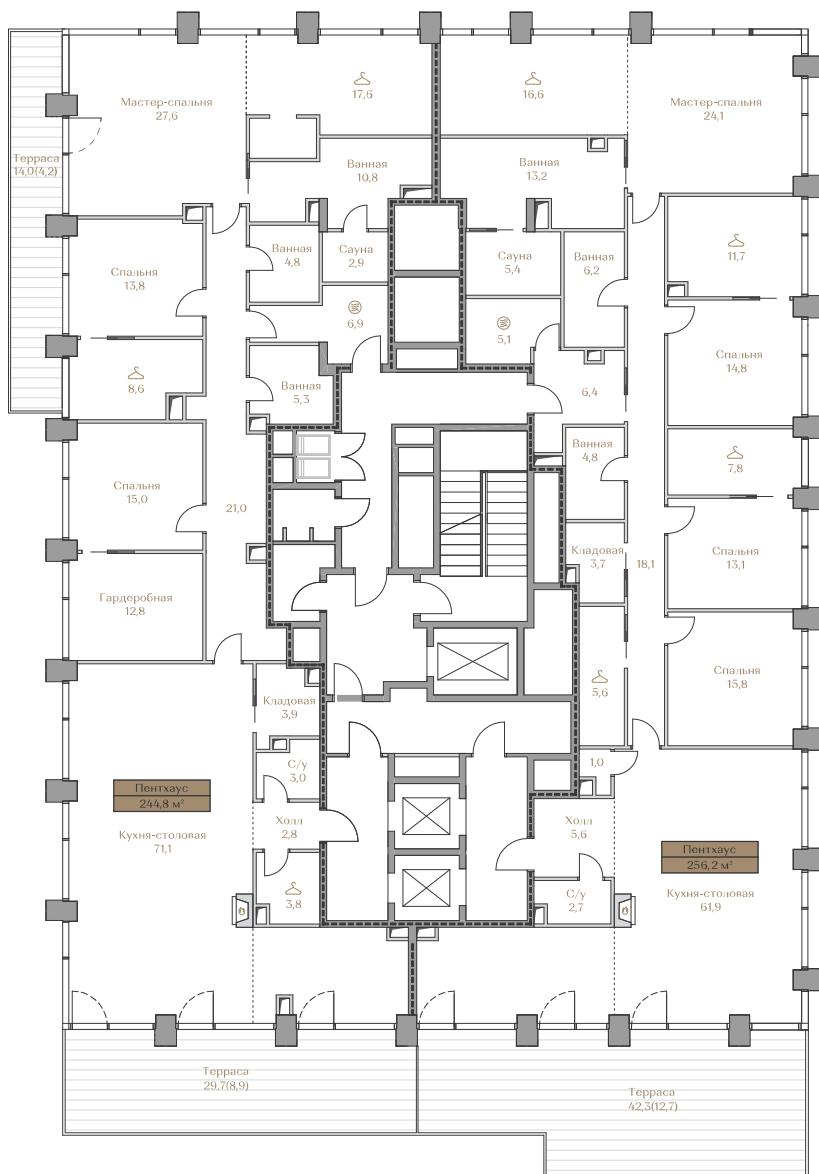 17,6
16,6
Мастер-спальня
27,6
Мастер-спальня
24,1
Терраса
14,0(4,2)
Ванная
10,8
Ванная
13,2
Ванная
4,8
Сауна
2,9
Сауна
5,4
Ванная
6,2
11,7
Спальня
13,8
6,9
5,1
Спальня
14,8
8,6
Ванная
5,3
6,4
Ванная
4,8
7,8
Спальня
15,0
21,0
Кладовая
3,7
18,1
Спальня
13,1
Гардеробная
12,8
Спальня
15,8
5,6
Кладовая
3,9
С/у
3,0
1,0
Пентхаус
244,8 м²
Кухня-столовая
71,1
Холл
2,8
Холл
5,6
Пентхаус
256,2 м²
3,8
С/у
2,7
Кухня-столовая
61,9
Терраса
29,7(8,9)
Терраса
42,3(12,7)